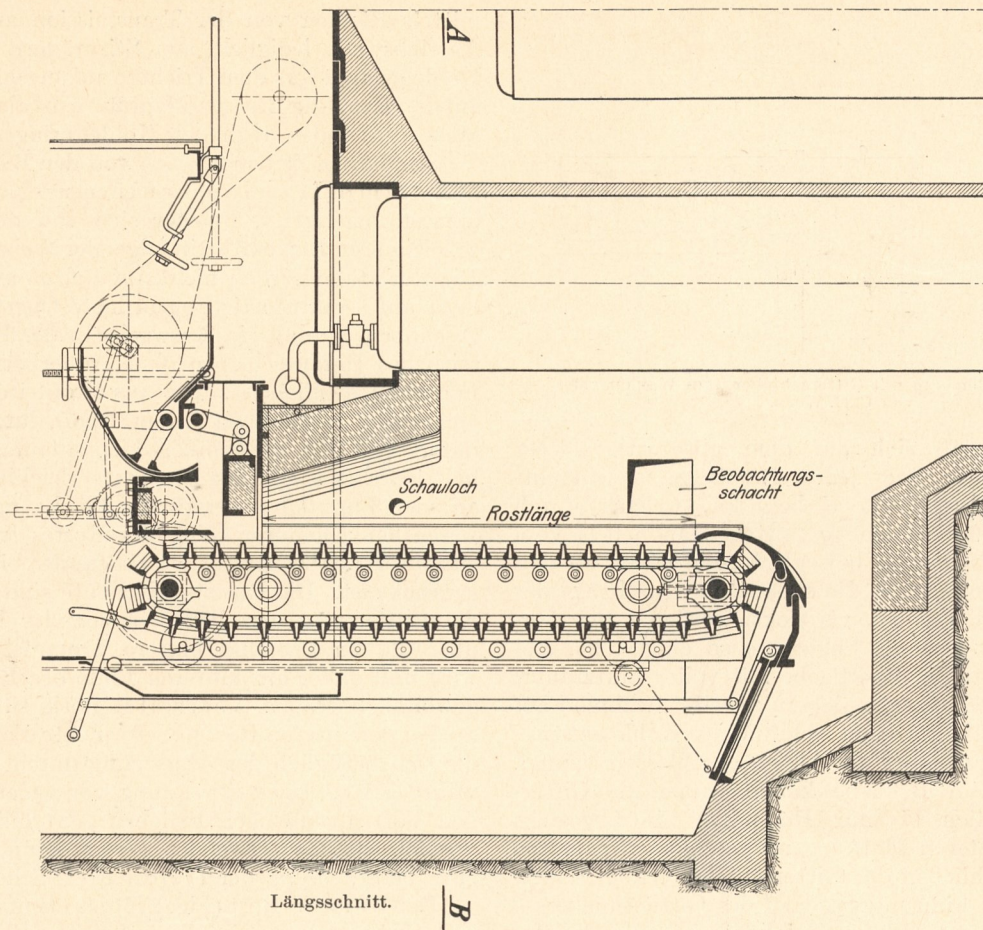 A
Schauloch
Beobachtungs-
schacht
Rostlänge
Längsschnitt.
B